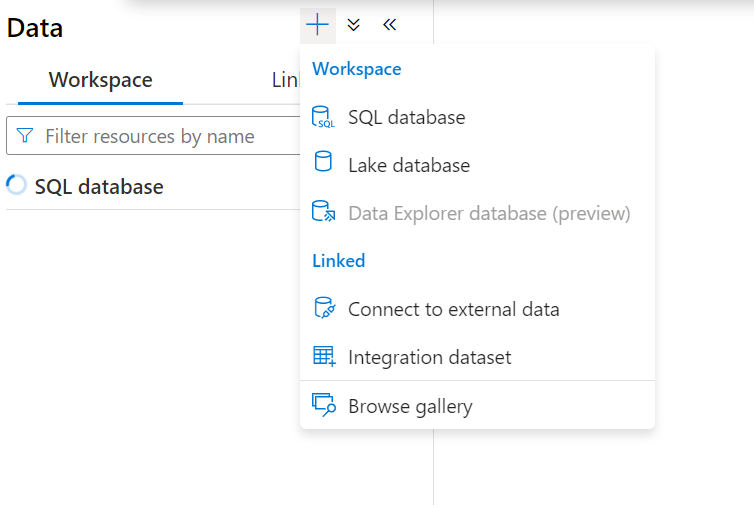 Data
Workspace
Lin
Filter resources by name
SQL database
Workspace
SQL
SQL database
Lake database
Data Explorer database (preview)
Linked
Connect to external data
Integration dataset
Browse gallery